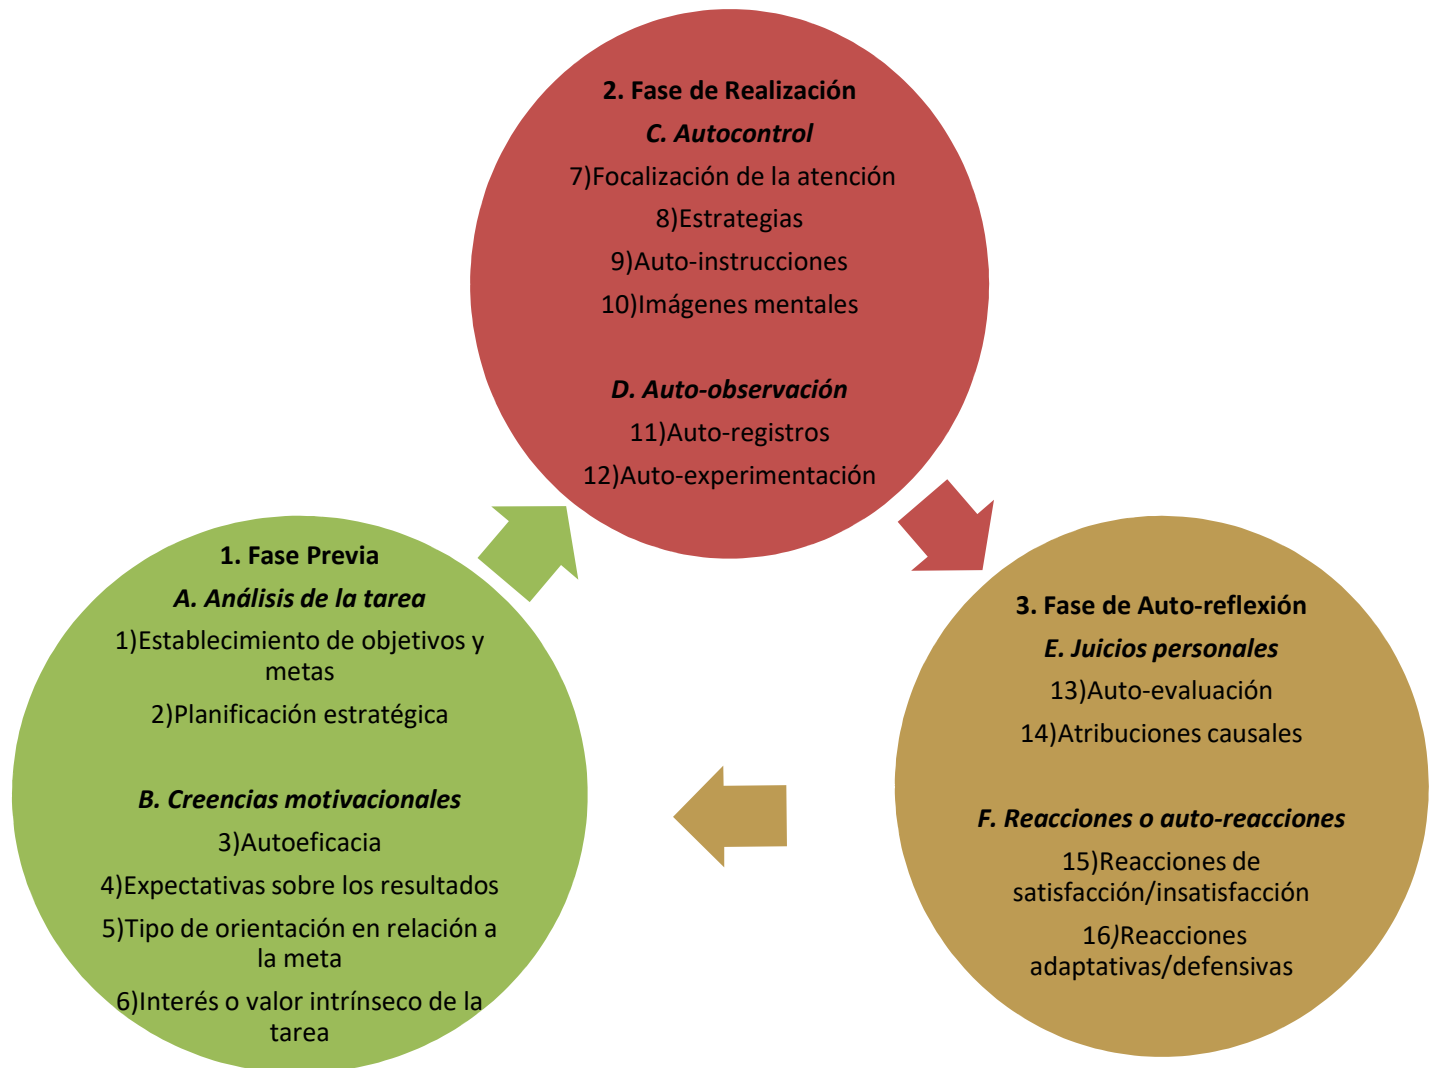 2. Fase de Realización
C. Autocontrol
7)Focalización de la atención
8)Estrategias
9)Auto-instrucciones
10)Imágenes mentales
D. Auto-observación
11)Auto-registros
12)Auto-experimentación
1. Fase Previa
A. Análisis de la tarea
1)Establecimiento de objetivos y
metas
2)Planificación estratégica
B. Creencias motivacionales
3)Autoeficacia
4)Expectativas sobre los resultados
5)Tipo de orientación en relación a
la meta
6)Interés o valor intrínseco de la
tarea
3. Fase de Auto-reflexión
E. Juicios personales
13)Auto-evaluación
14)Atribuciones causales
F. Reacciones o auto-reacciones
15)Reacciones de
satisfacción/insatisfacción
16)Reacciones
adaptativas/defensivas